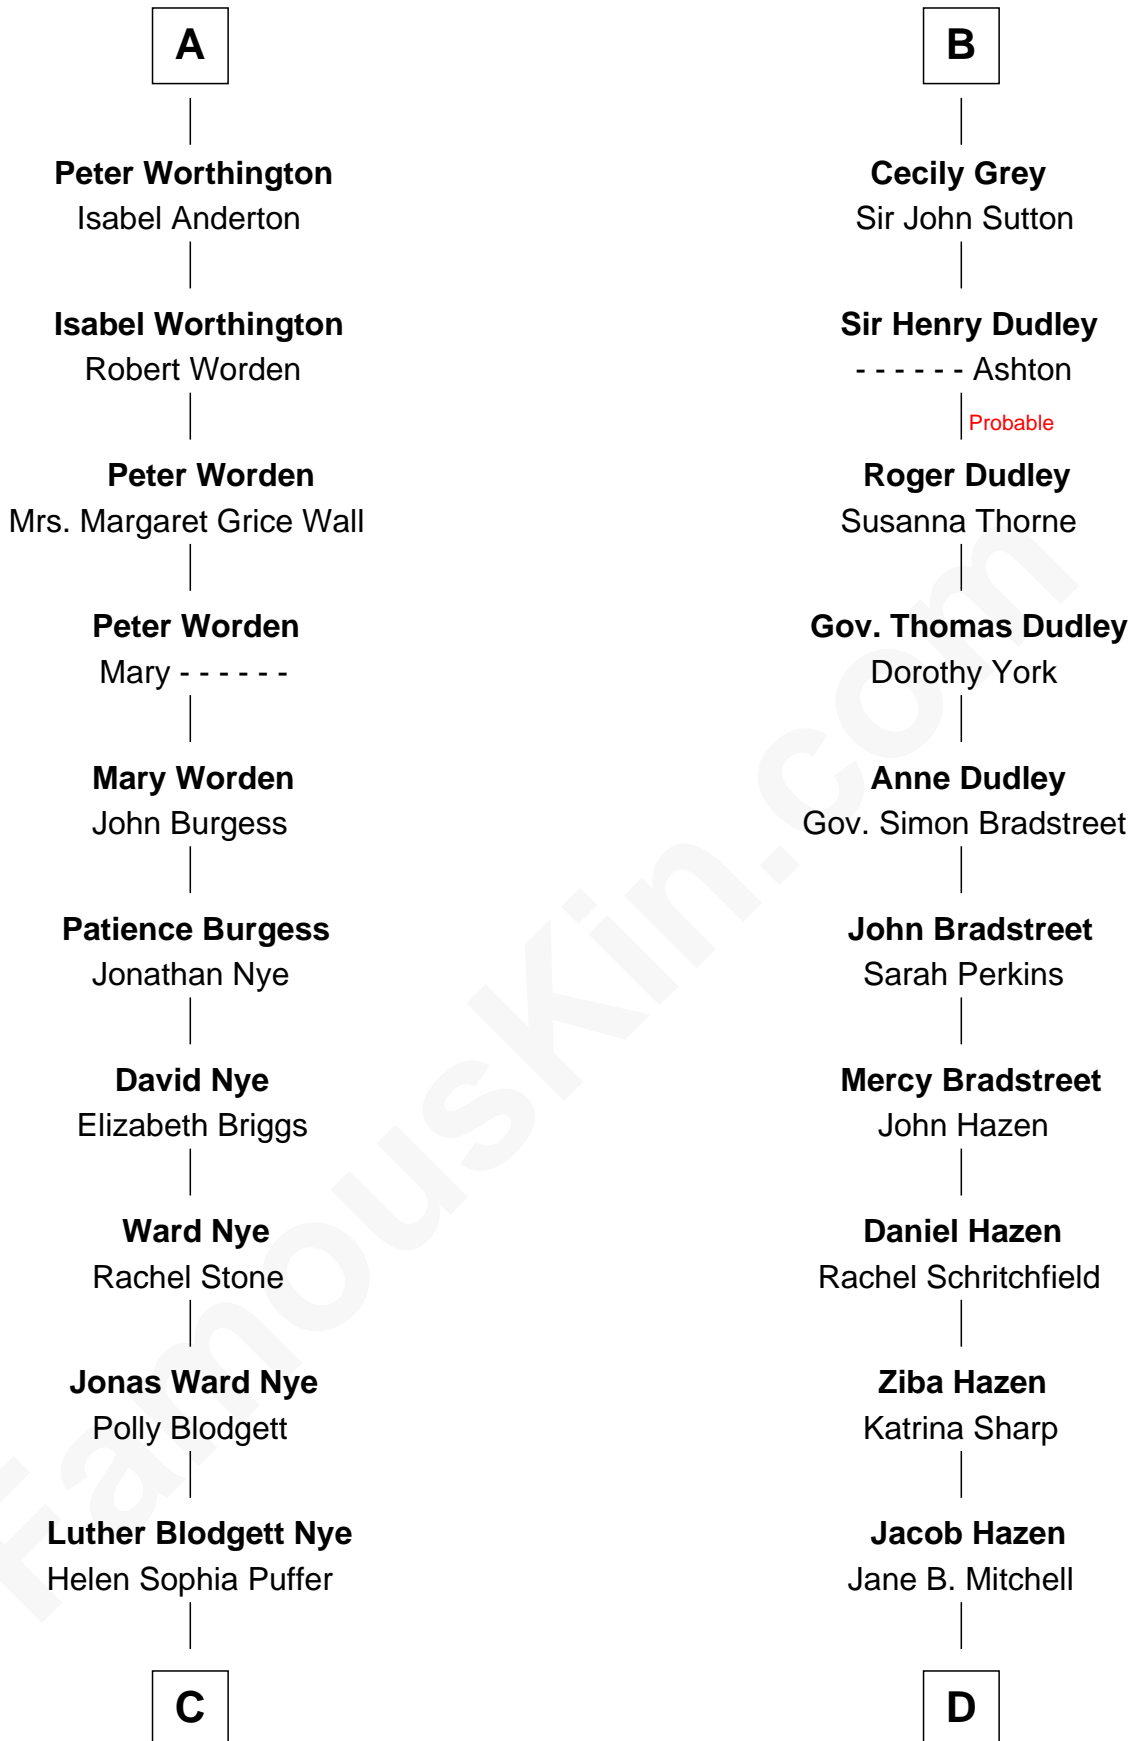 A
Peter Worthington
Isabel Anderton
Isabel Worthington
Robert Worden
Peter Worden
Mrs. Margaret Grice Wall
Peter Worden
Mary - - - - - -
Mary Worden
John Burgess
Patience Burgess
Jonathan Nye
David Nye
Elizabeth Briggs
Ward Nye
Rachel Stone
Jonas Ward Nye
Polly Blodgett
Luther Blodgett Nye
Helen Sophia Puffer
C
B
Cecily Grey
Sir John Sutton
Sir Henry Dudley
- - - - - - Ashton
Probable
Roger Dudley
Susanna Thorne
Gov. Thomas Dudley
Dorothy York
Anne Dudley
Gov. Simon Bradstreet
John Bradstreet
Sarah Perkins
Mercy Bradstreet
John Hazen
Daniel Hazen
Rachel Schritchfield
Ziba Hazen
Katrina Sharp
Jacob Hazen
Jane B. Mitchell
D
FamousKin.com